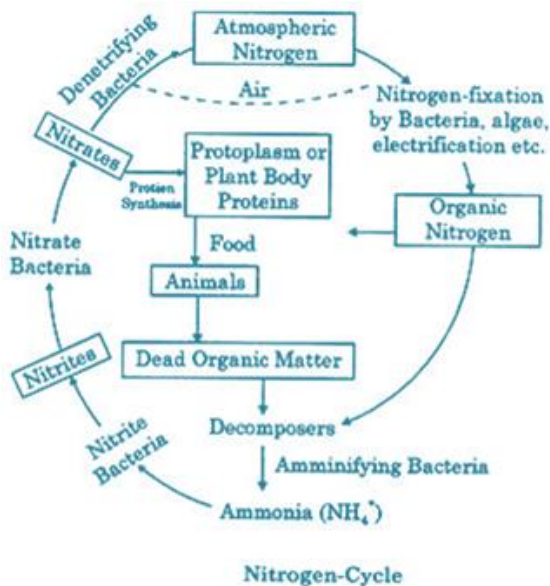 Atmospheric
Nitrogen
Denetrifying
Bacteria
Air
Nitrogen-fixation
by Bacteria, algae,
electrification etc.
Nitrates
Protien
Synthesis
Protoplasm or
Plant Body
Proteins
Organic
Nitrogen
Food
Nitrate
Bacteria
Animals
Nitrites
Dead Organic Matter
Decomposers
Nitrite
Bacteria
Amminifying Bacteria
Ammonia (NH₄⁺)
Nitrogen-Cycle